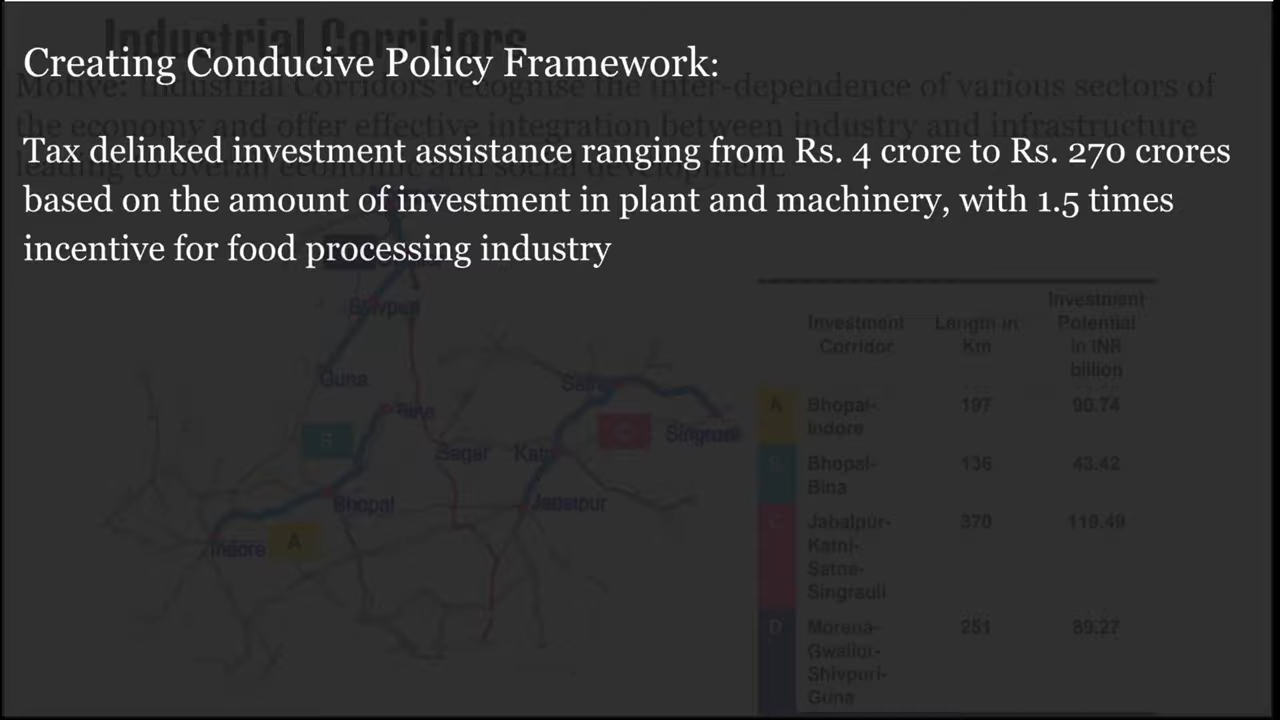 Industrial Corridors
Creating Conducive Policy Framework:
Motive: Industrial Corridors recognise the inter-dependence of various sectors of
the economy and offer effective integration between industry and infrastructure
Tax delinked investment assistance ranging from Rs. 4 crore to Rs. 270 crores
leading to overall economic and social development.
based on the amount of investment in plant and machinery, with 1.5 times
incentive for food processing industry
Shivpuri
Guna
Bina
B
Sagar
Katni
Satna
C
Singrauli
Bhopal
Jabalpur
Indore
A
Investment Corridor
Length in Km
Investment Potential in INR billion
A Bhopal-Indore 197 90.74
Bhopal-Bina 136 43.42
C Jabalpur-Katni-Satna-Singrauli 370 119.49
D Morena-Gwalior-Shivpuri-Guna 251 89.27